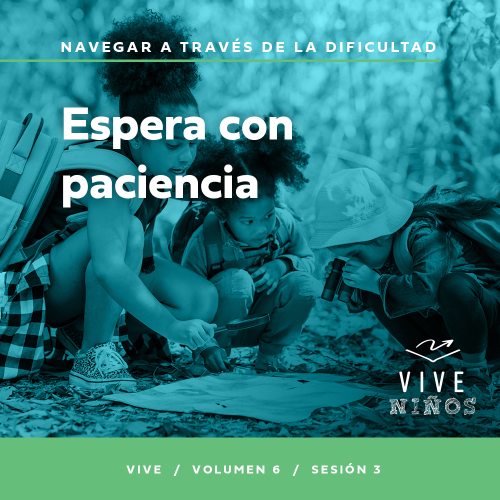 NAVEGAR A TRAVÉS DE LA DIFICULTAD
Espera con
paciencia
VIVE
NIÑOS
VIVE / VOLUMEN 6 / SESIÓN 3